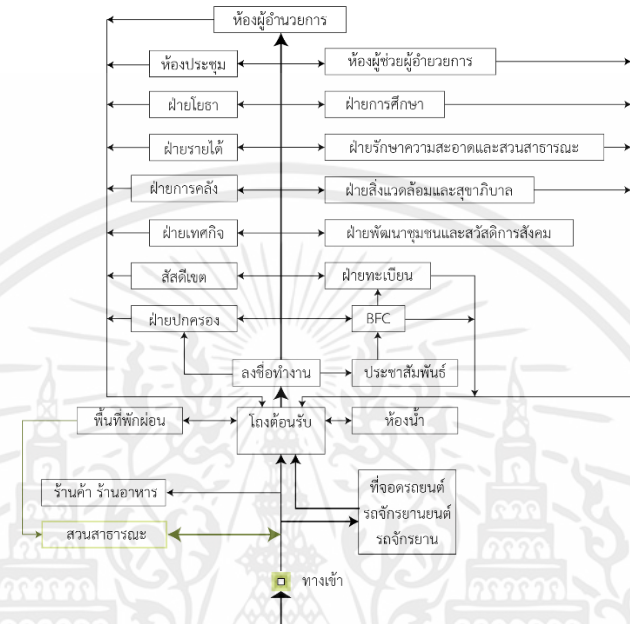 ห้องผู้อำนวยการ
ห้องประชุม
ห้องผู้ช่วยผู้อำยวยการ
ฝ่ายโยธา
ฝ่ายการศึกษา
ฝ่ายรายได้
ฝ่ายรักษาความสะอาดและสวนสาธารณะ
ฝ่ายการคลัง
ฝ่ายสิ่งแวดล้อมและสุขาภิบาล
ฝ่ายเทศกิจ
ฝ่ายพัฒนาชุมชนและสวัสดิการสังคม
สัสดีเขต
ฝ่ายทะเบียน
ฝ่ายปกครอง
BFC
ลงชื่อทำงาน
ประชาสัมพันธ์
พื้นที่พักผ่อน
โถงต้อนรับ
ห้องน้ำ
ร้านค้า ร้านอาหาร
ที่จอดรถยนต์
รถจักรยานยนต์
รถจักรยาน
สวนสาธารณะ
ทางเข้า